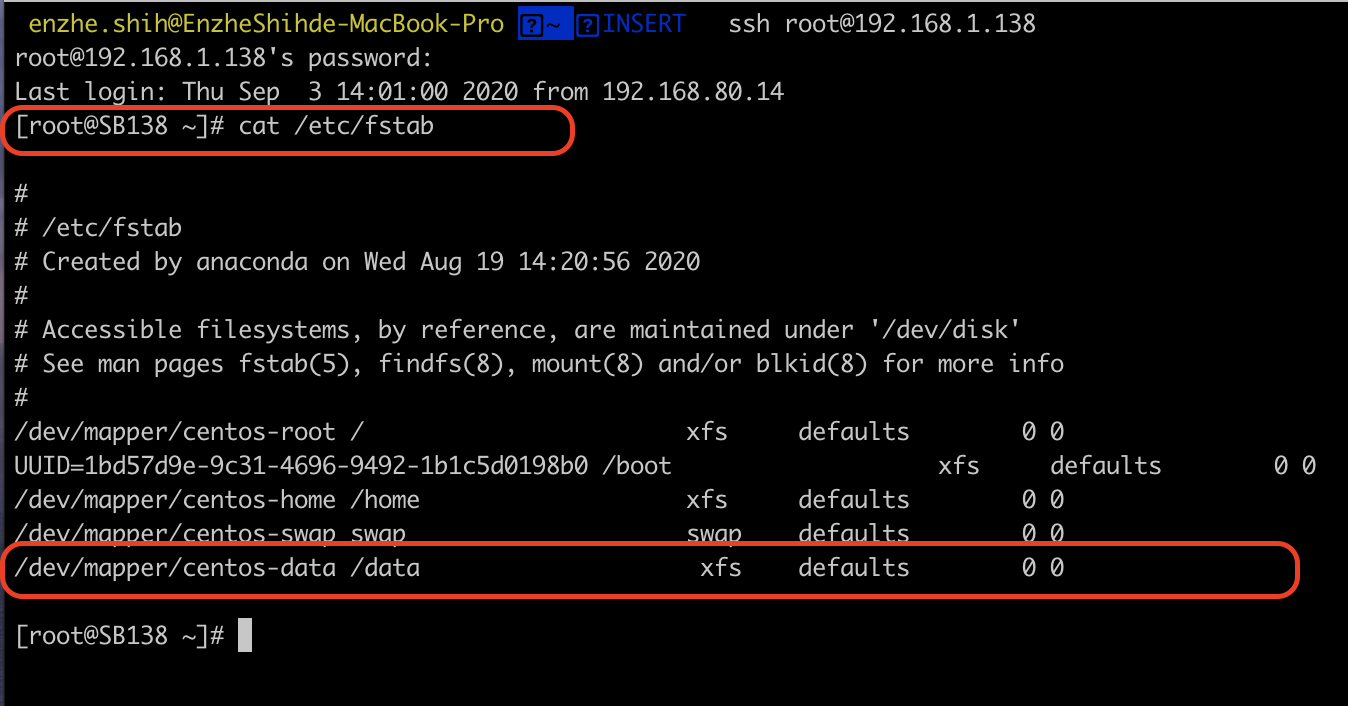 enzhe.shih@EnzheShihde-MacBook-Pro ?~ ?INSERT ssh root@192.168.1.138
root@192.168.1.138's password:
Last login: Thu Sep  3 14:01:00 2020 from 192.168.80.14
[root@SB138 ~]# cat /etc/fstab
#
# /etc/fstab
# Created by anaconda on Wed Aug 19 14:20:56 2020
#
# Accessible filesystems, by reference, are maintained under '/dev/disk'
# See man pages fstab(5), findfs(8), mount(8) and/or blkid(8) for more info
#
/dev/mapper/centos-root /                       xfs     defaults        0 0
UUID=1bd57d9e-9c31-4696-9492-1b1c5d0198b0 /boot                   xfs     defaults        0 0
/dev/mapper/centos-home /home                   xfs     defaults        0 0
/dev/mapper/centos-swap swap                    swap    defaults        0 0
/dev/mapper/centos-data /data                    xfs    defaults        0 0
[root@SB138 ~]#